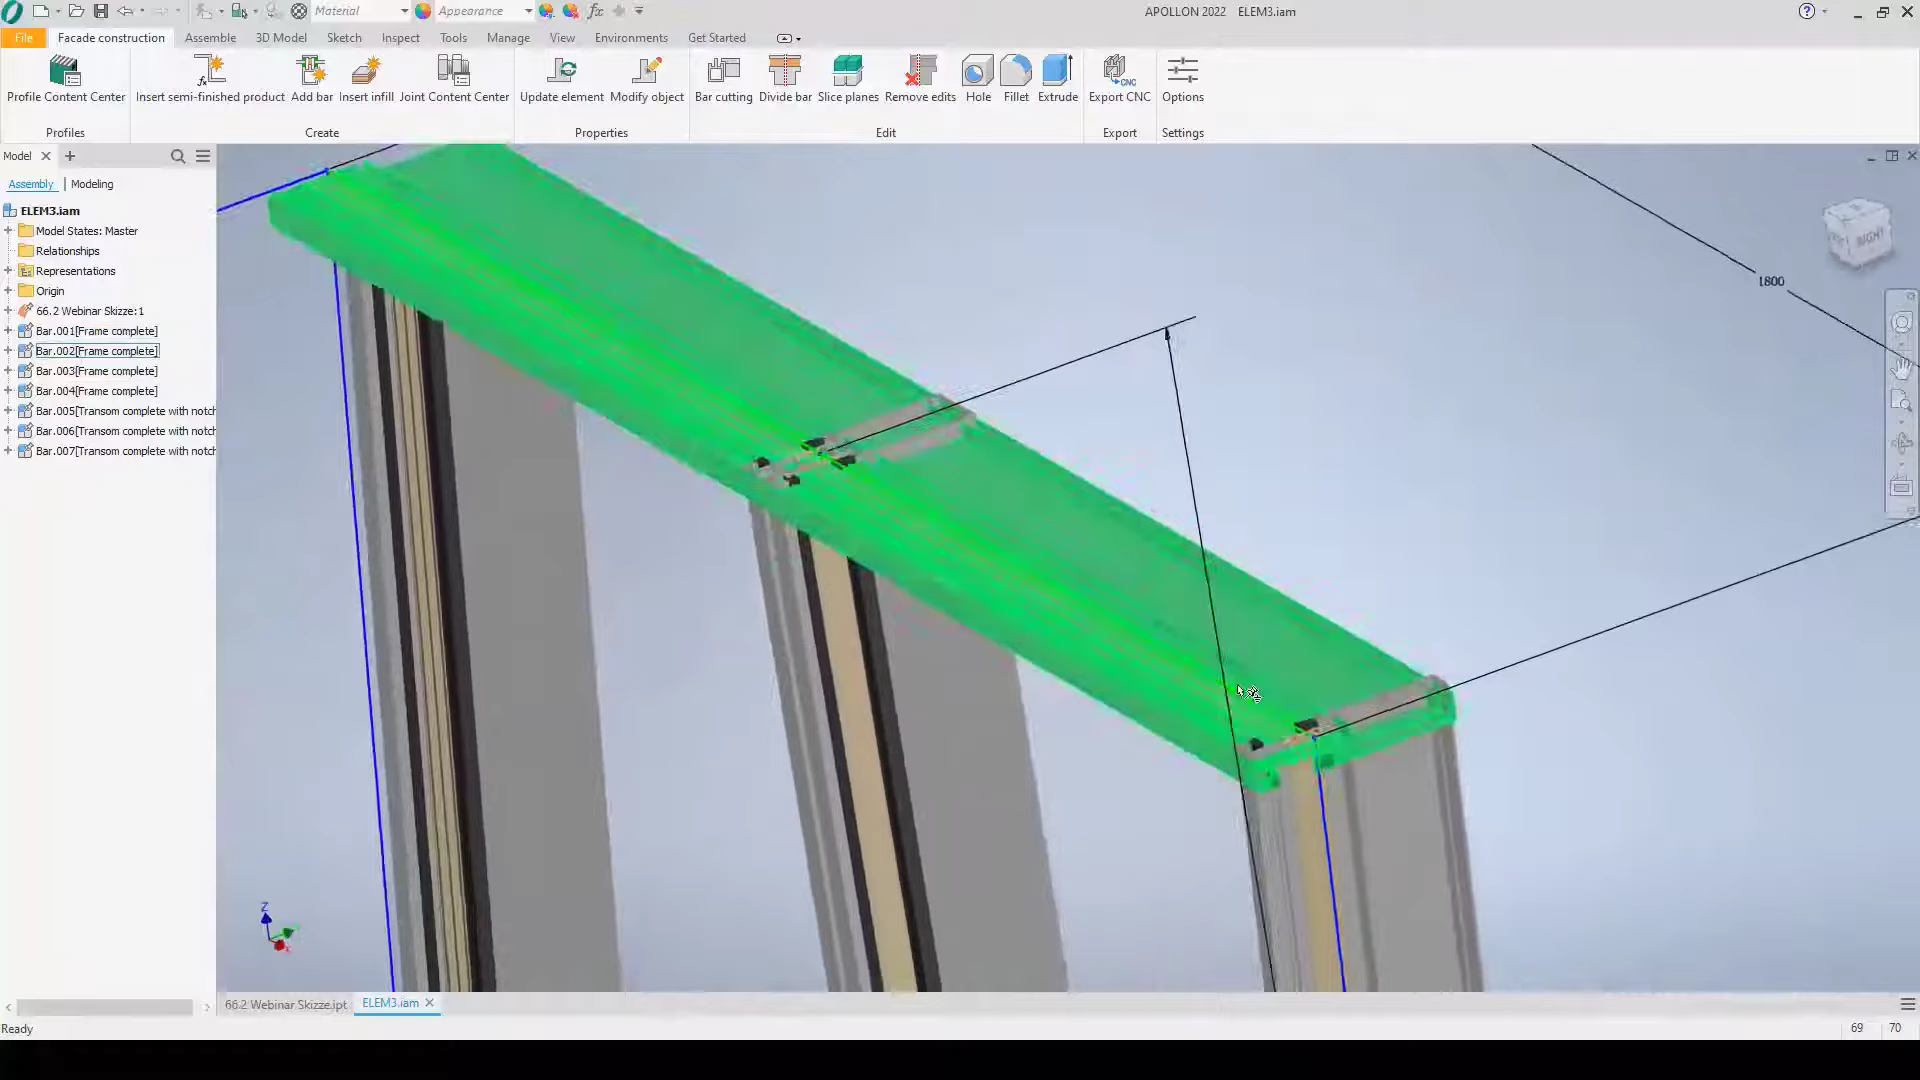 Material
Appearance
fx
APOLLON 2022 ELEM3.iam
File
Facade construction
Assembly
3D Model
Sketch
Inspect
Tools
Manage
View
Environments
Get Started
Profile Content Center
Insert semi-finished product
Add bar
Insert infill
Joint Content Center
Update element
Modify object
Bar cutting
Divide bar
Slice planes
Remove edits
Hole
Fillet
Extrude
CNC
Export CNC
Options
Profiles
Create
Properties
Edit
Export
Settings
Model
Assembly
Modeling
ELEM3.iam
Model States: Master
Relationships
Representations
Origin
66.2 Webinar Skizze:1
Bar.001[Frame complete]
Bar.002[Frame complete]
Bar.003[Frame complete]
Bar.004[Frame complete]
Bar.005[Transom complete with notch
Bar.006[Transom complete with notch
Bar.007[Transom complete with notch
1800
RIGHT
Z
66.2 Webinar Skizze.ipt
ELEM3.iam
Ready
69 70